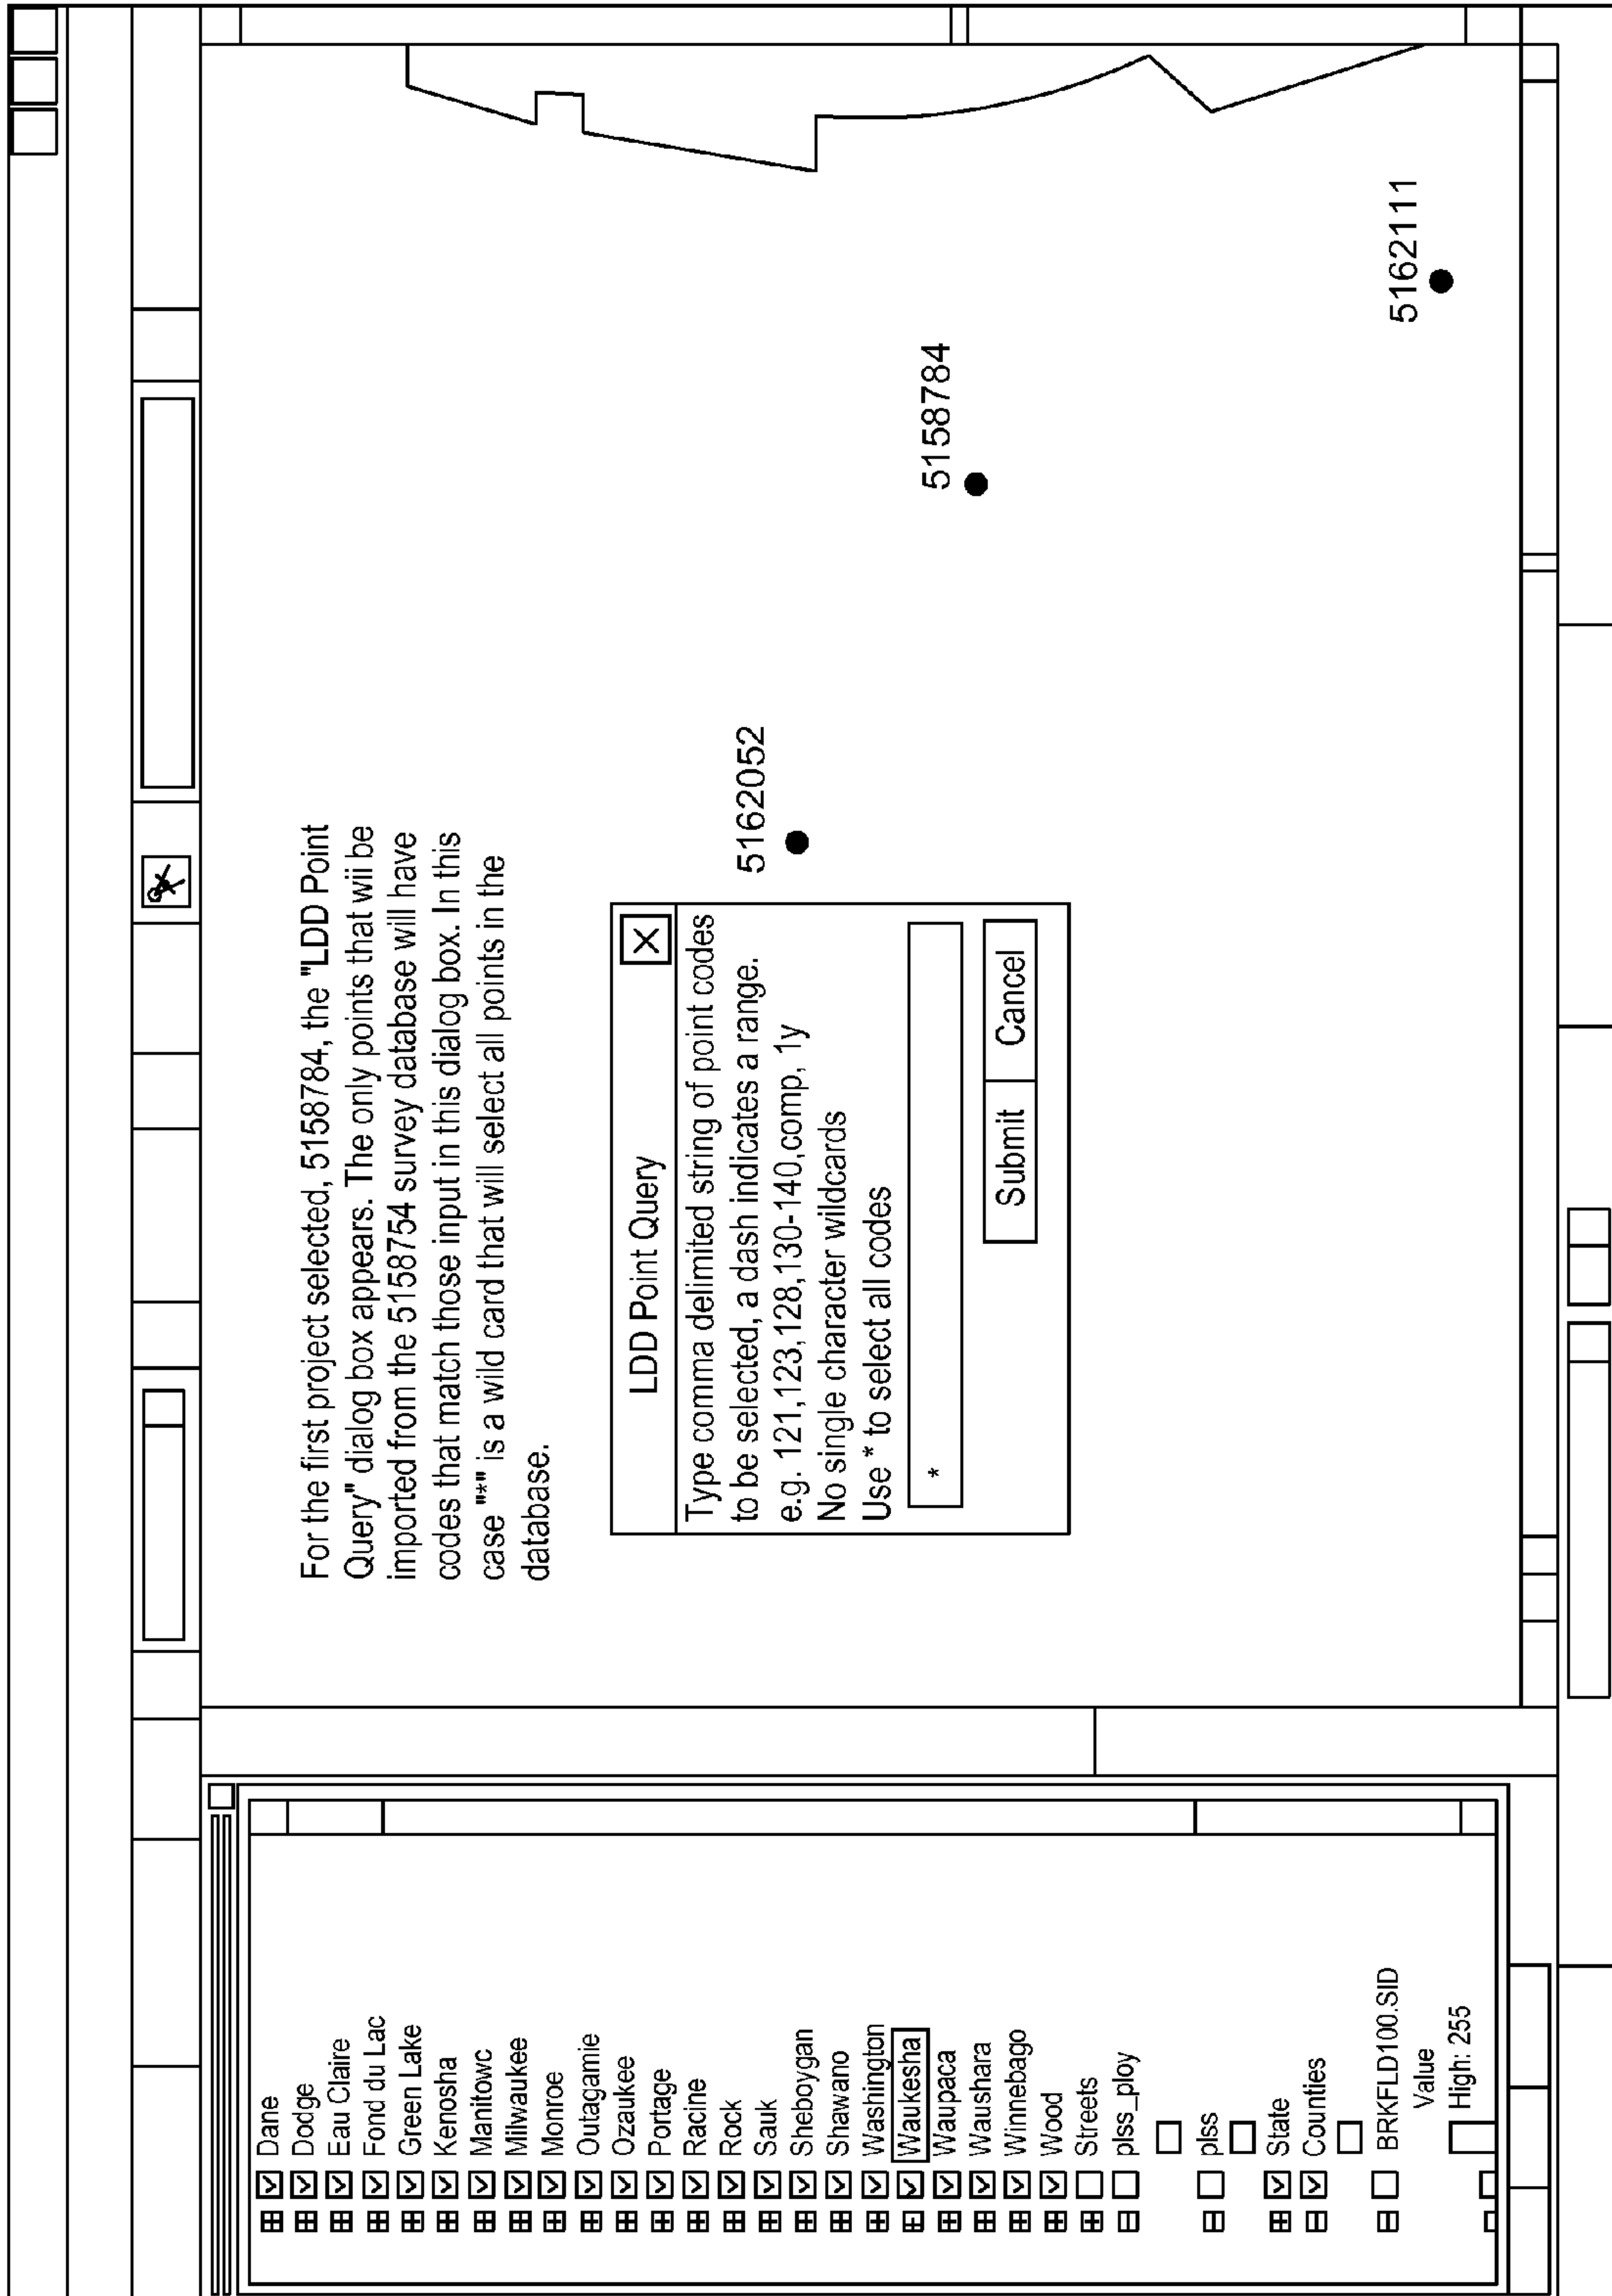 Dane
Dodge
Eau Claire
Fond du Lac
Green Lake
Kenosha
Manitowc
Milwaukee
Monroe
Outagamie
Ozaukee
Portage
Racine
Rock
Sauk
Sheboygan
Shawano
Washington
Waukesha
Waupaca
Waushara
Winnebago
Wood
Streets
plss_ploy
plss
State
Counties
BRKFLD100.SID
Value
High: 255
For the first project selected, 5158784, the "LDD Point
Query" dialog box appears. The only points that wii be
imported from the 5158754 survey database will have
codes that match those input in this dialog box. In this
case "*" is a wild card that will select all points in the
database.
LDD Point Query
Type comma delimited string of point codes
to be selected, a dash indicates a range.
e.g. 121,123,128,130-140,comp, 1y
No single character wildcards
Use * to select all codes
*
Submit Cancel
5162052
5158784
5162111